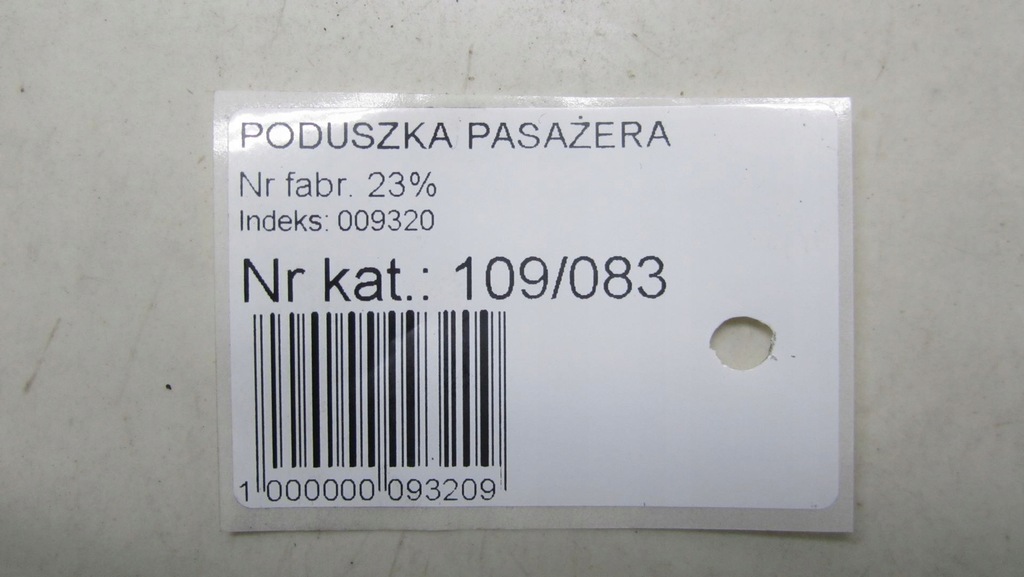 PODUSZKA PASAŻERA
Nr fabr. 23%
Indeks: 009320
Nr kat.: 109/083
1 000000 093209